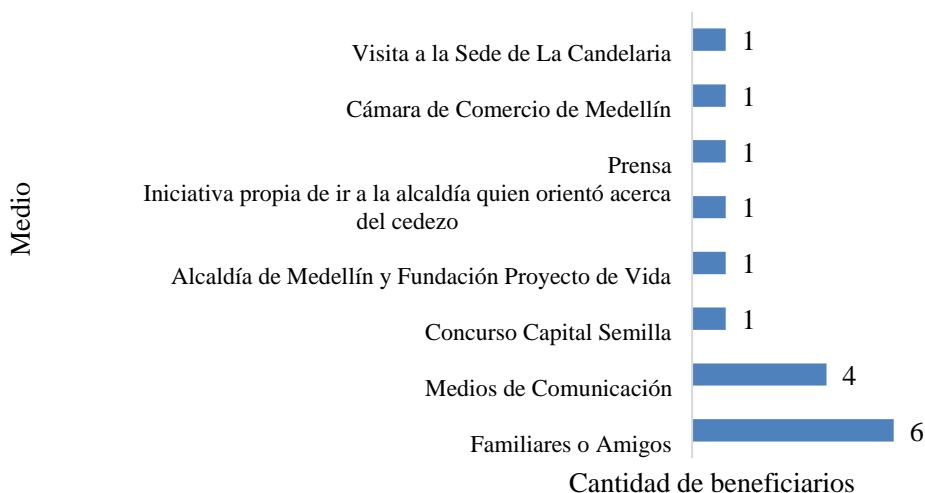 Visita a la Sede de La Candelaria 1
Cámara de Comercio de Medellín 1
Prensa 1
Iniciativa propia de ir a la alcaldía quien orientó acerca
del cedezo 1
Alcaldía de Medellín y Fundación Proyecto de Vida 1
Concurso Capital Semilla 1
Medios de Comunicación 4
Familiares o Amigos 6
Medio
Cantidad de beneficiarios